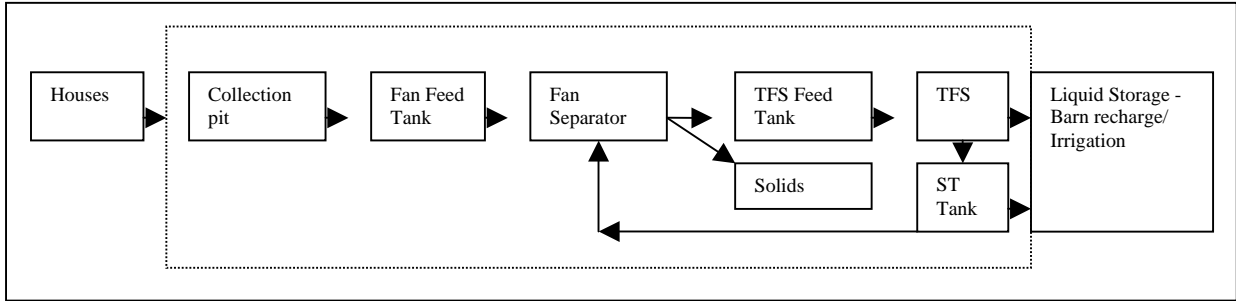 Houses
Collection
pit
Fan Feed
Tank
Fan
Separator
TFS Feed
Tank
TFS
Liquid Storage -
Barn recharge/
Irrigation
Solids
ST
Tank